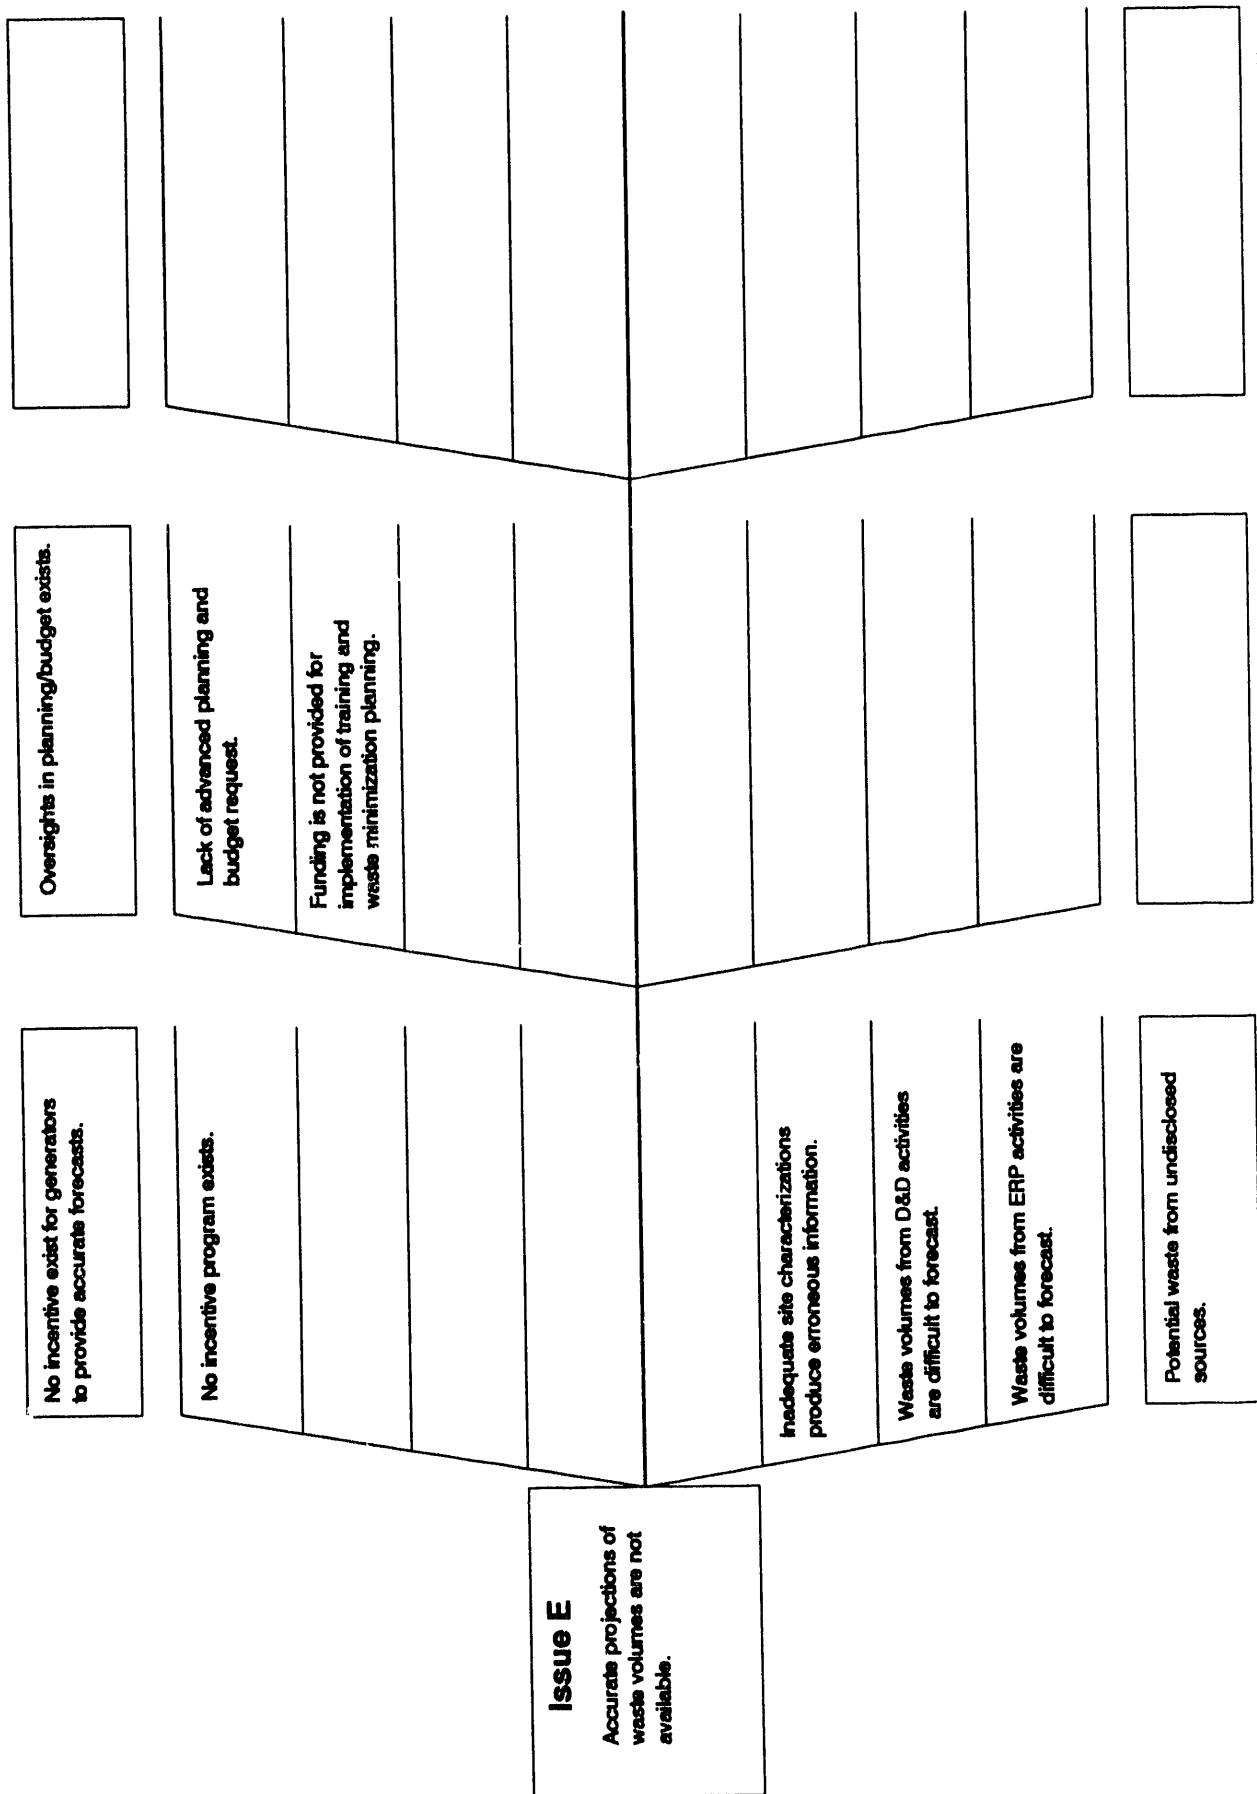 No incentive exist for generators
to provide accurate forecasts.
Oversights in planning/budget exists.
No incentive program exists.
Lack of advanced planning and
budget request.
Funding is not provided for
implementation of training and
waste minimization planning.
Issue E
Accurate projections of
waste volumes are not
available.
Inadequate site characterizations
produce erroneous information.
Waste volumes from D&D activities
are difficult to forecast.
Waste volumes from ERP activities are
difficult to forecast.
Potential waste from undisclosed
sources.